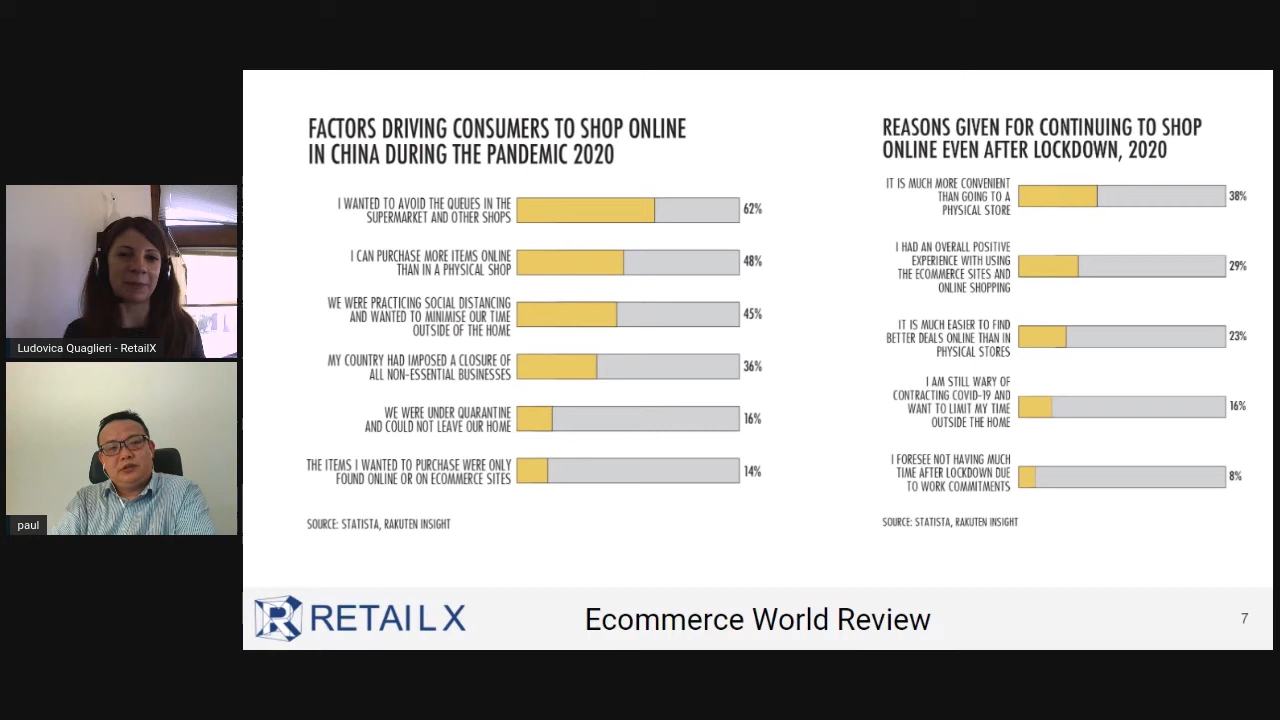 FACTORS DRIVING CONSUMERS TO SHOP ONLINE
IN CHINA DURING THE PANDEMIC 2020
I WANTED TO AVOID THE QUEUES IN THE
SUPERMARKET AND OTHER SHOPS
62%
I CAN PURCHASE MORE ITEMS ONLINE
THAN IN A PHYSICAL SHOP
48%
WE WERE PRACTICING SOCIAL DISTANCING
AND WANTED TO MINIMISE OUR TIME
OUTSIDE OF THE HOME
45%
MY COUNTRY HAD IMPOSED A CLOSURE OF
ALL NON-ESSENTIAL BUSINESSES
36%
WE WERE UNDER QUARANTINE
AND COULD NOT LEAVE OUR HOME
16%
THE ITEMS I WANTED TO PURCHASE WERE ONLY
FOUND ONLINE OR ON ECOMMERCE SITES
14%
SOURCE: STATISTA, RAKUTEN INSIGHT
REASONS GIVEN FOR CONTINUING TO SHOP
ONLINE EVEN AFTER LOCKDOWN, 2020
IT IS MUCH MORE CONVENIENT
THAN GOING TO A
PHYSICAL STORE
38%
I HAD AN OVERALL POSITIVE
EXPERIENCE WITH USING
THE ECOMMERCE SITES AND
ONLINE SHOPPING
29%
IT IS MUCH EASIER TO FIND
BETTER DEALS ONLINE THAN IN
PHYSICAL STORES
23%
I AM STILL WARY OF
CONTRACTING COVID-19 AND
WANT TO LIMIT MY TIME
OUTSIDE THE HOME
16%
I FORESEE NOT HAVING MUCH
TIME AFTER LOCKDOWN DUE
TO WORK COMMITMENTS
8%
SOURCE: STATISTA, RAKUTEN INSIGHT
Ludovica Quaglieri - RetailX
paul
RETAIL X
Ecommerce World Review
7